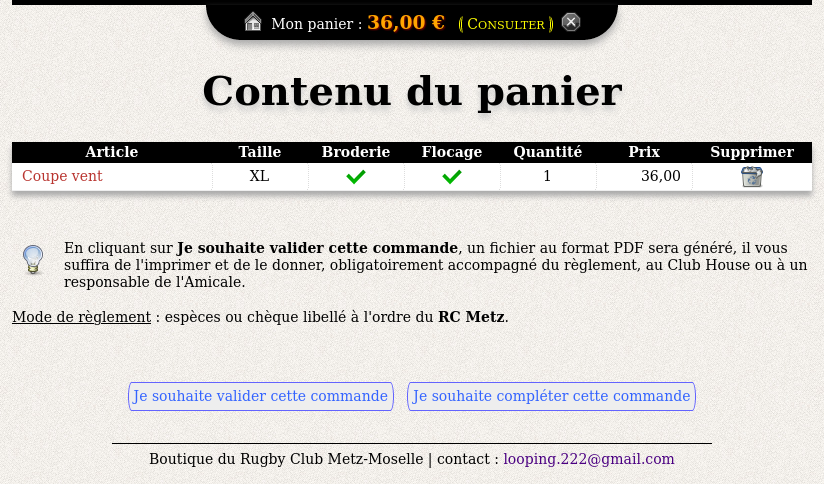 Mon panier : 36,00 € ( Consulter )
Contenu du panier
Article Taille Broderie Flocage Quantité Prix Supprimer
Coupe vent XL 1 36,00
En cliquant sur Je souhaite valider cette commande, un fichier au format PDF sera généré, il vous
suffira de l'imprimer et de le donner, obligatoirement accompagné du règlement, au Club House ou à un
responsable de l'Amicale.
Mode de règlement : espèces ou chèque libellé à l'ordre du RC Metz.
Je souhaite valider cette commande Je souhaite compléter cette commande
Boutique du Rugby Club Metz-Moselle | contact : looping.222@gmail.com